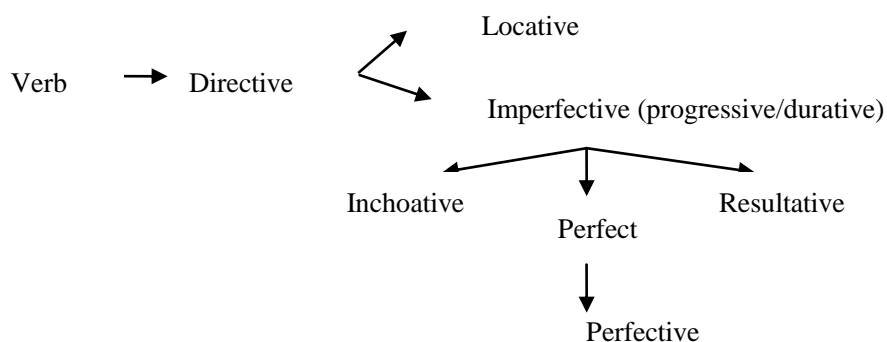 Locative
Verb Directive
Imperfective (progressive/durative)
Inchoative Resultative
Perfect
Perfective